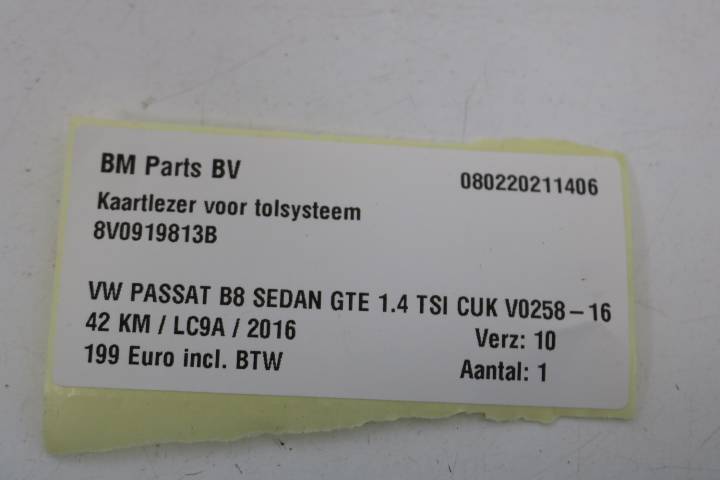 BM Parts BV 080220211406
Kaartlezer voor tolsysteem
8V0919813B
VW PASSAT B8 SEDAN GTE 1.4 TSI CUK V0258-16
42 KM / LC9A / 2016 Verz: 10
199 Euro incl. BTW Aantal: 1